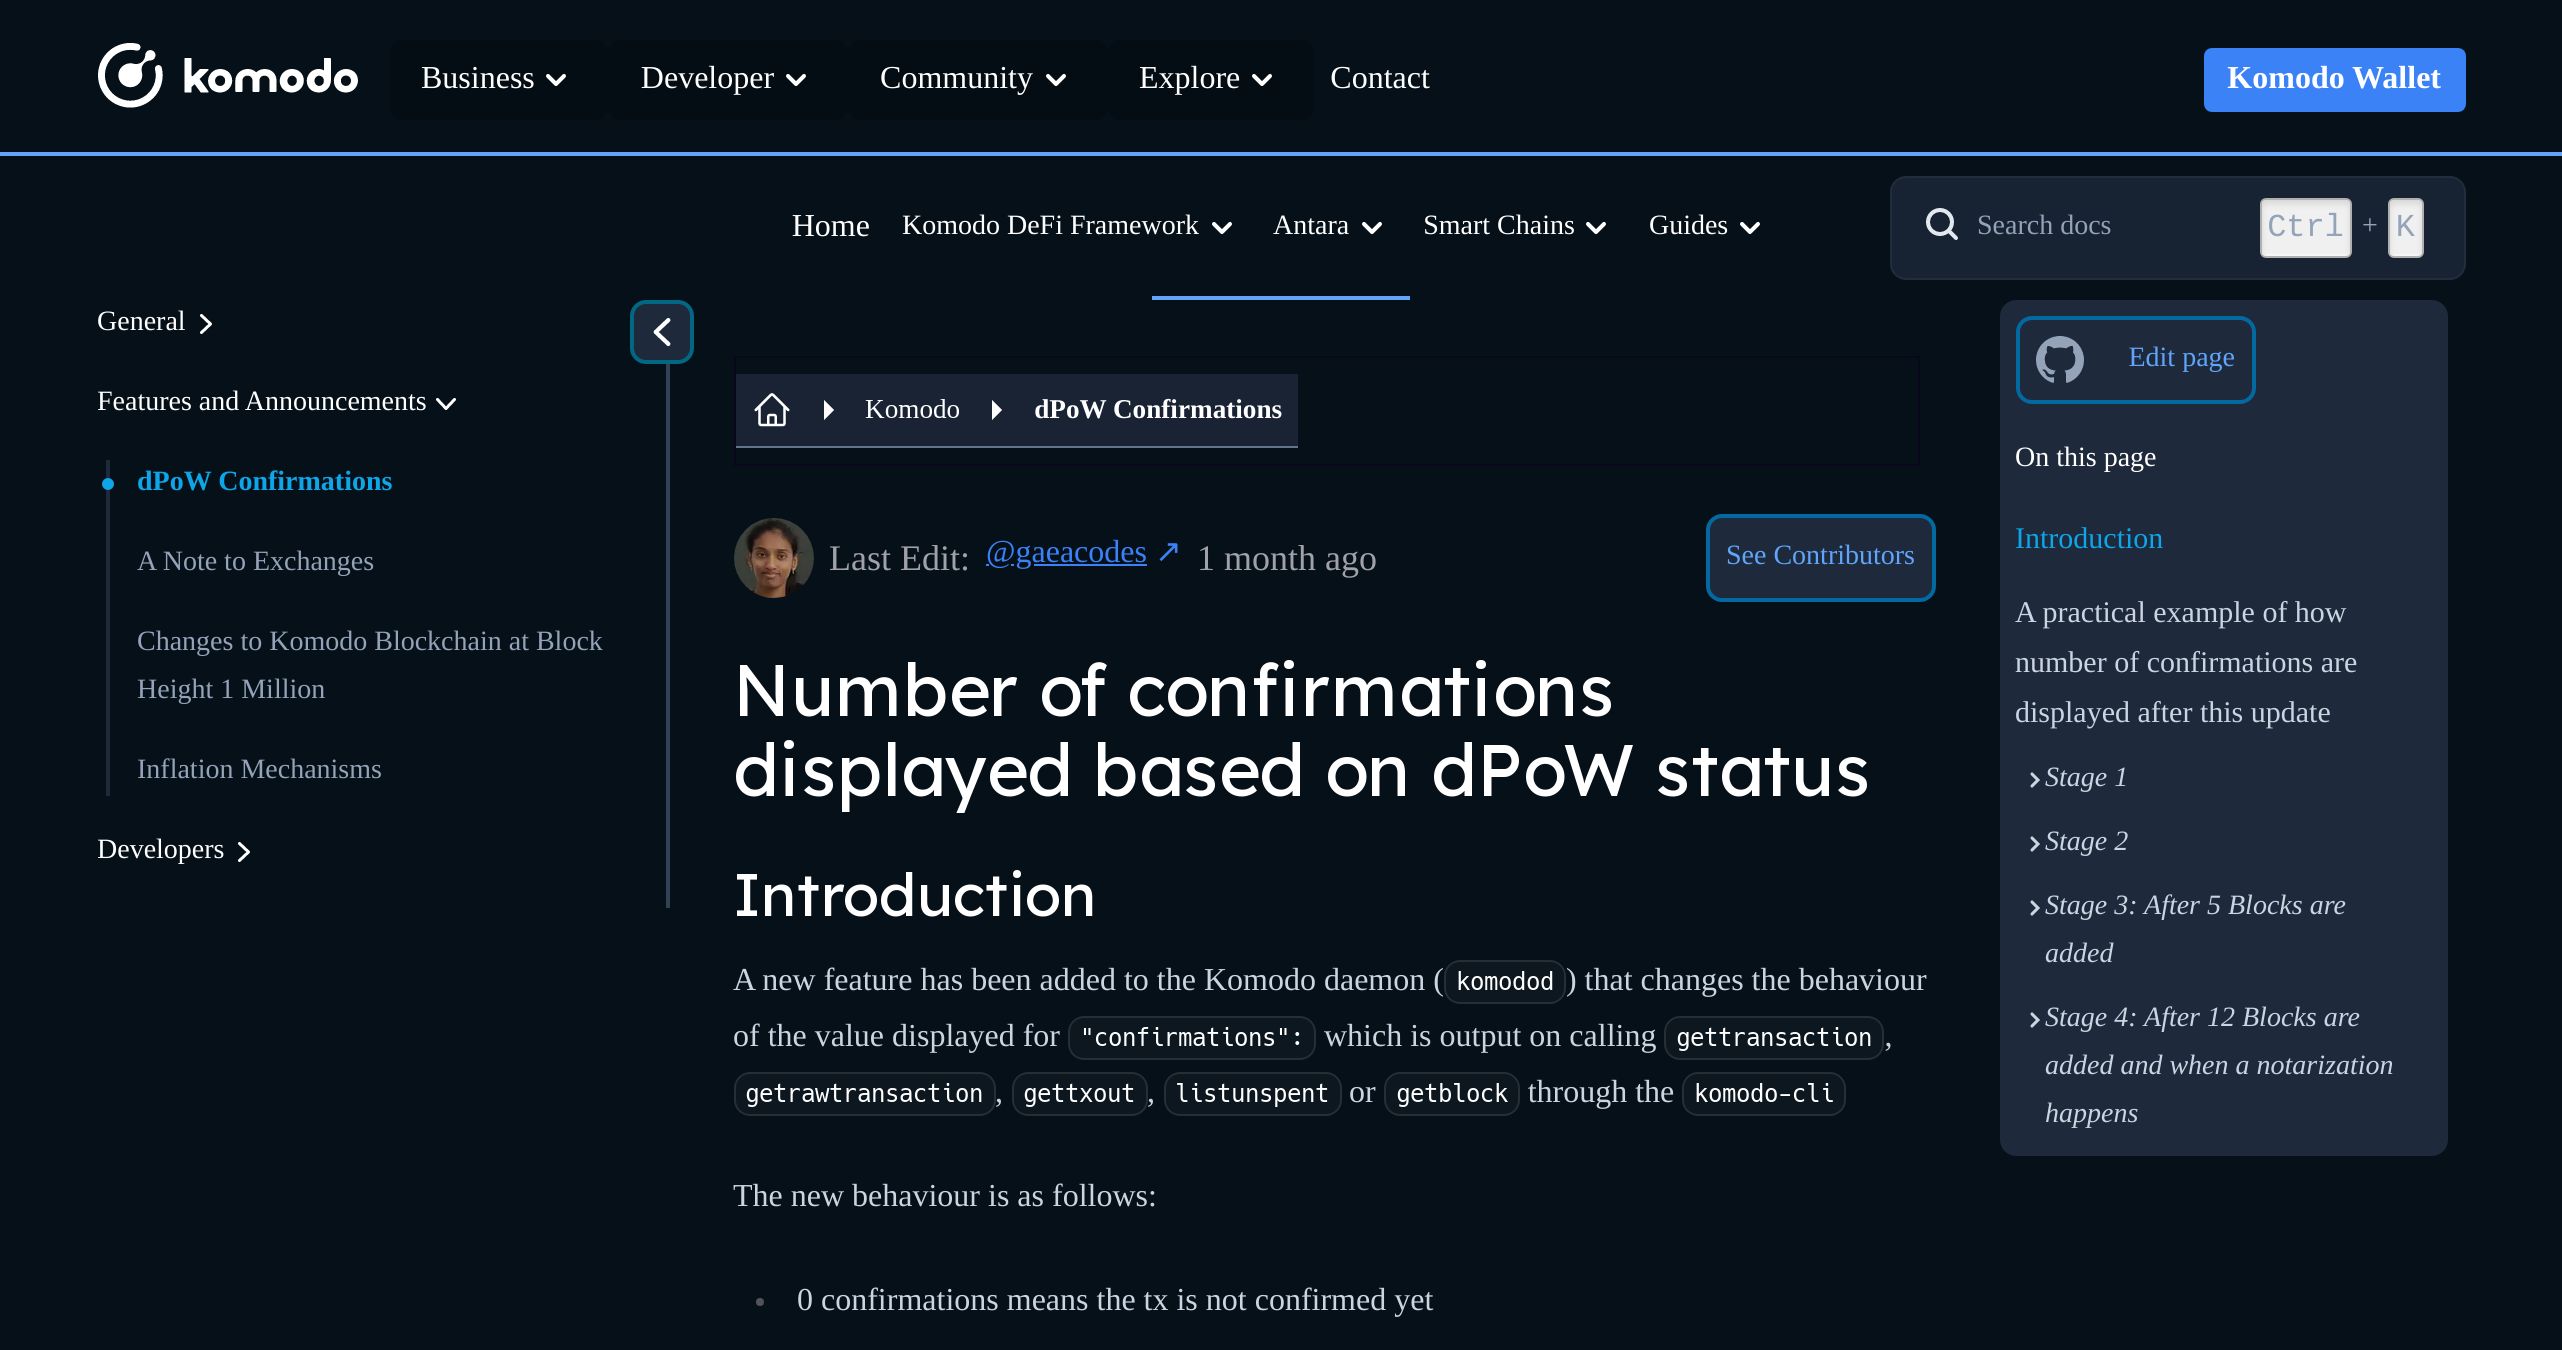 komodo
Business
Developer
Community
Explore
Contact
Komodo Wallet
Home
Komodo DeFi Framework
Antara
Smart Chains
Guides
Search docs
Ctrl + K
General
Features and Announcements
dPoW Confirmations
A Note to Exchanges
Changes to Komodo Blockchain at Block
Height 1 Million
Inflation Mechanisms
Developers
Komodo
dPoW Confirmations
Last Edit: @gaeacodes ↗ 1 month ago
See Contributors
Number of confirmations
displayed based on dPoW status
Introduction
A new feature has been added to the Komodo daemon (komodod) that changes the behaviour
of the value displayed for "confirmations": which is output on calling gettransaction,
getrawtransaction, gettxout, listunspent or getblock through the komodo-cli
The new behaviour is as follows:
• 0 confirmations means the tx is not confirmed yet
Edit page
On this page
Introduction
A practical example of how
number of confirmations are
displayed after this update
Stage 1
Stage 2
Stage 3: After 5 Blocks are
added
Stage 4: After 12 Blocks are
added and when a notarization
happens